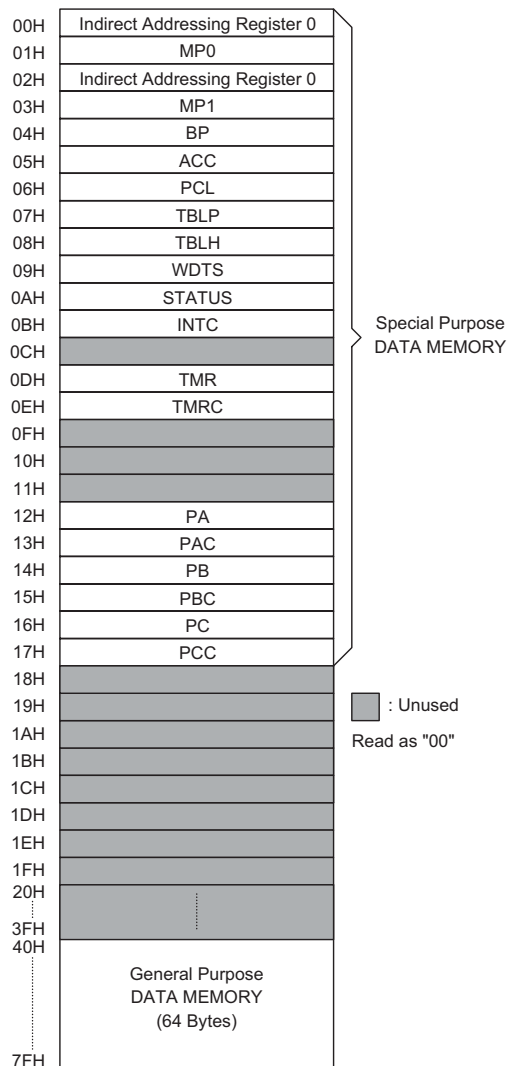 00H Indirect Addressing Register 0
01H MP0
02H Indirect Addressing Register 0
03H MP1
04H BP
05H ACC
06H PCL
07H TBLP
08H TBLH
09H WDTS
0AH STATUS
0BH INTC
0CH
0DH TMR
0EH TMRC
0FH
10H
11H
12H PA
13H PAC
14H PB
15H PBC
16H PC
17H PCC
18H
19H
1AH
1BH
1CH
1DH
1EH
1FH
20H
3FH
40H
General Purpose
DATA MEMORY
(64 Bytes)
7FH
Special Purpose
DATA MEMORY
: Unused
Read as "00"